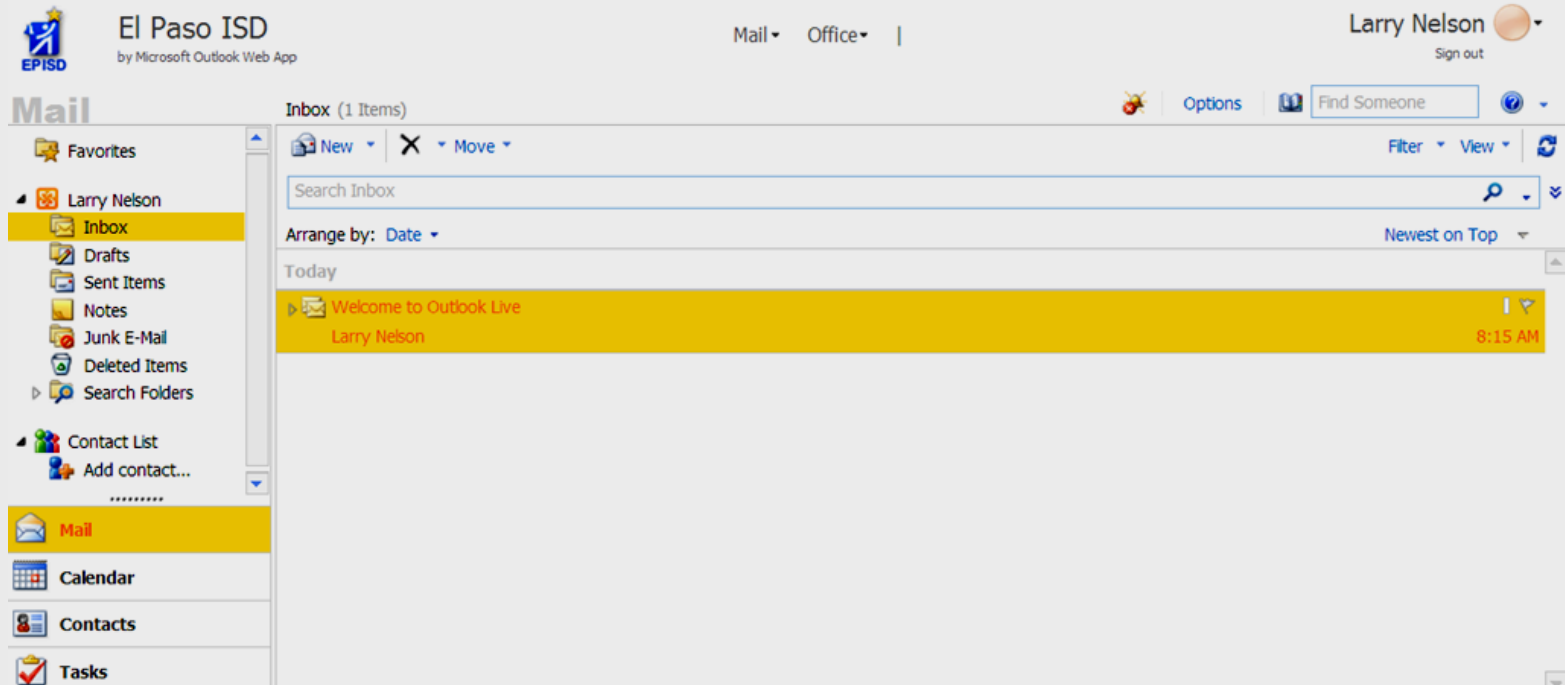 El Paso ISD
by Microsoft Outlook Web App
EPISD
Mail Office |
Larry Nelson
Sign out
Mail
Inbox (1 Items)
Options
Find Someone
Favorites
Larry Nelson
Inbox
Drafts
Sent Items
Notes
Junk E-Mail
Deleted Items
Search Folders
Contact List
Add contact...
Mail
Calendar
Contacts
Tasks
New Move
Filter View
Search Inbox
Arrange by: Date
Newest on Top
Today
Welcome to Outlook Live
Larry Nelson
8:15 AM